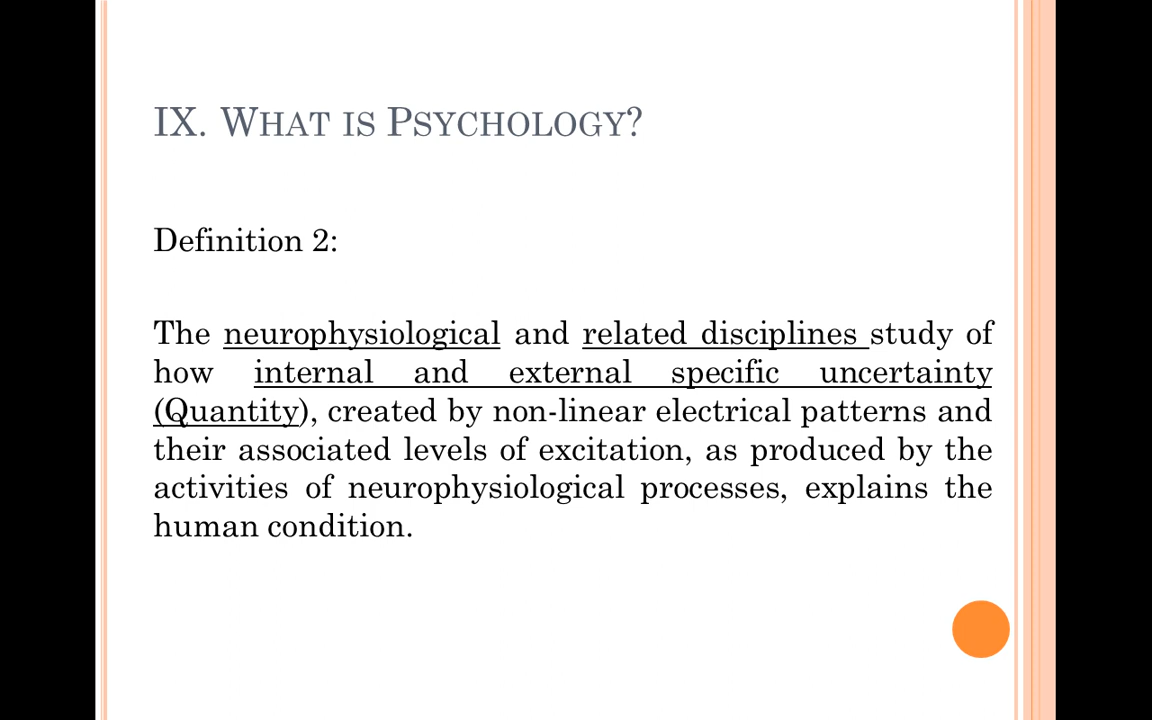 IX. What is Psychology?
Definition 2:
The neurophysiological and related disciplines study of
how internal and external specific uncertainty
(Quantity), created by non-linear electrical patterns and
their associated levels of excitation, as produced by the
activities of neurophysiological processes, explains the
human condition.